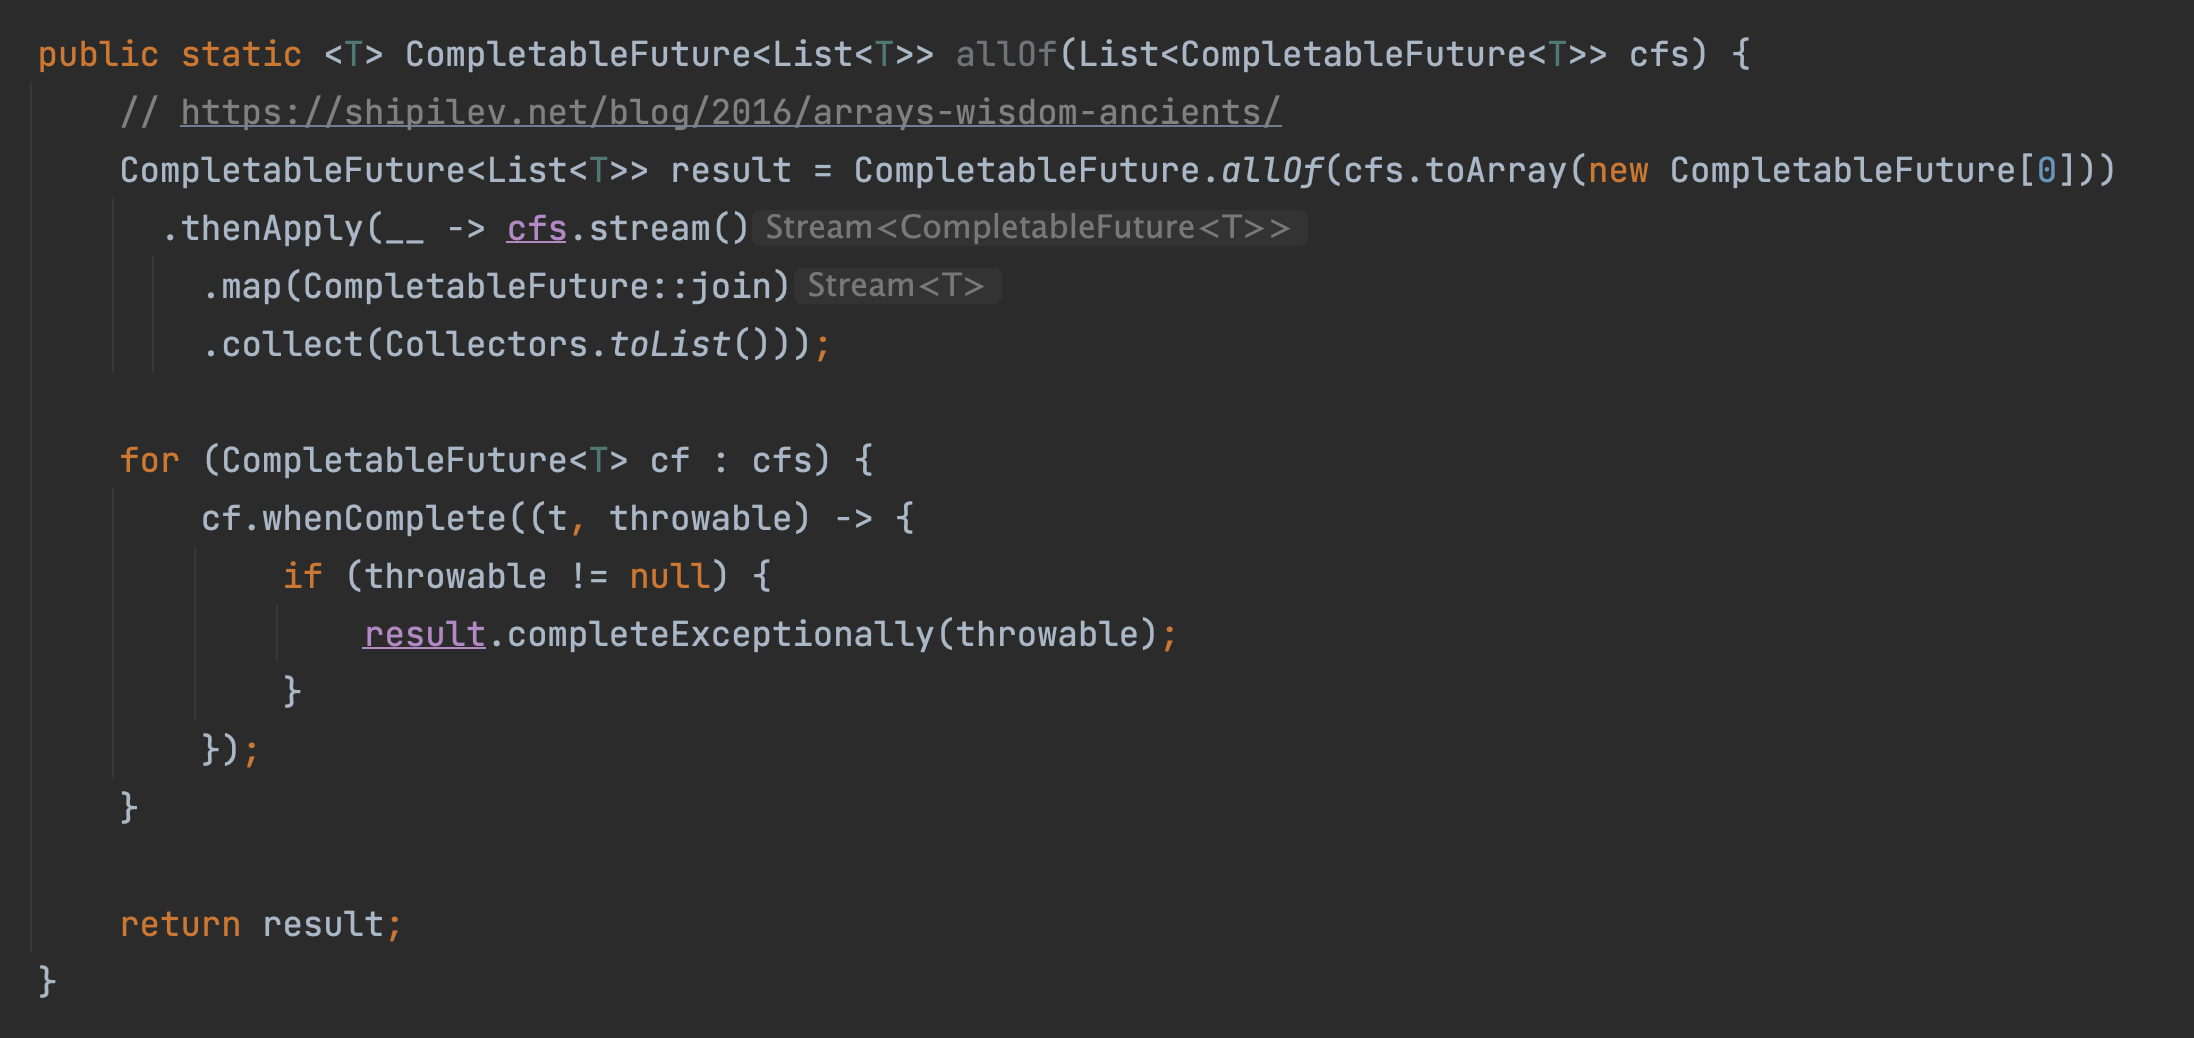 public static <T> CompletableFuture<List<T>> allOf(List<CompletableFuture<T>> cfs) {
    // https://shipilev.net/blog/2016/arrays-wisdom-ancients/
    CompletableFuture<List<T>> result = CompletableFuture.allOf(cfs.toArray(new CompletableFuture[0]))
      .thenApply(__ -> cfs.stream() Stream<CompletableFuture<T>>
        .map(CompletableFuture::join) Stream<T>
        .collect(Collectors.toList()));

    for (CompletableFuture<T> cf : cfs) {
        cf.whenComplete((t, throwable) -> {
            if (throwable != null) {
                result.completeExceptionally(throwable);
            }
        });
    }

    return result;
}